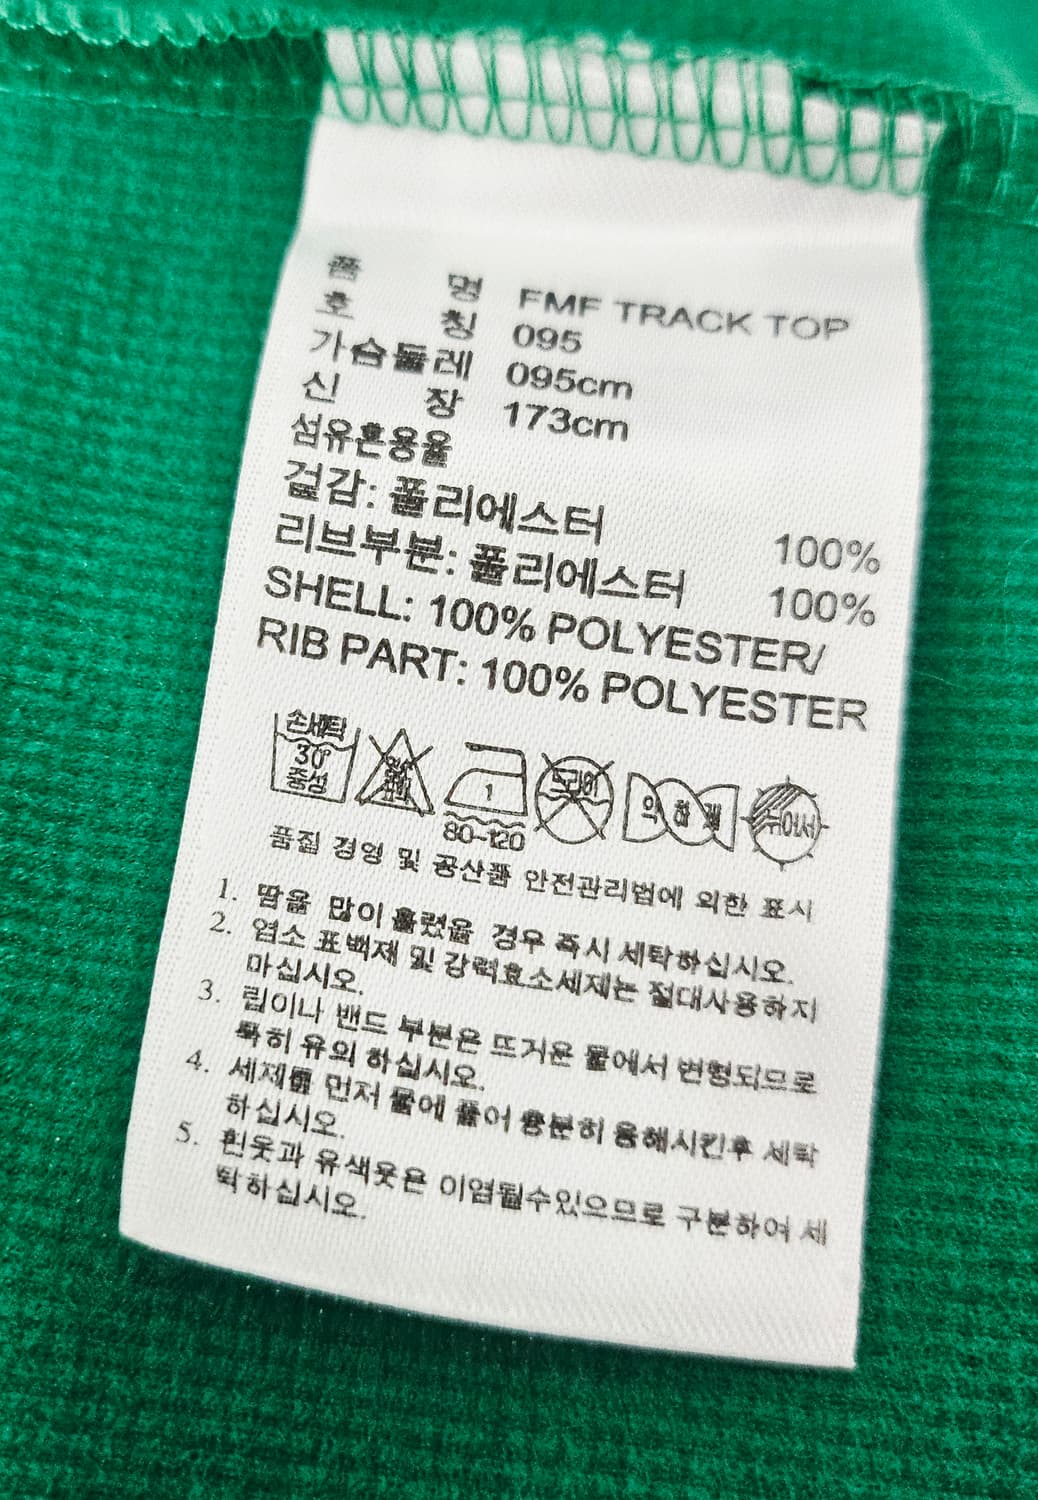 품 명 FMF TRACK TOP
호 칭 095
가슴둘레 095cm
신 장 173cm
섬유혼용율
겉감: 폴리에스터 100%
리브부분: 폴리에스터 100%
SHELL: 100% POLYESTER/
RIB PART: 100% POLYESTER
손세탁 30° 중성
염소 표백
1 80~120
드라이
약하게
뉘어서
품질 경영 및 공산품 안전관리법에 의한 표시
1. 땀을 많이 흘렸을 경우 즉시 세탁하십시오.
2. 염소 표백제 및 강력효소세제는 절대사용하지
마십시오.
3. 립이나 밴드 부분은 뜨거운 물에서 변형되므로
특히 유의 하십시오.
4. 세제를 먼저 물에 풀어 충분히 용해시킨후 세탁
하십시오.
5. 흰옷과 유색옷은 이염될수있으므로 구분하여 세
탁하십시오.